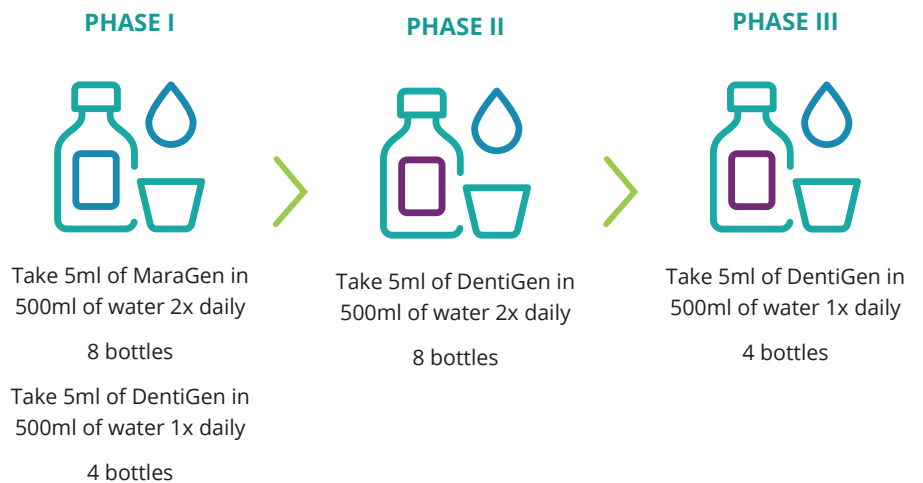 PHASE I
Take 5ml of MaraGen in
500ml of water 2x daily
8 bottles
Take 5ml of DentiGen in
500ml of water 1x daily
4 bottles
PHASE II
Take 5ml of DentiGen in
500ml of water 2x daily
8 bottles
PHASE III
Take 5ml of DentiGen in
500ml of water 1x daily
4 bottles